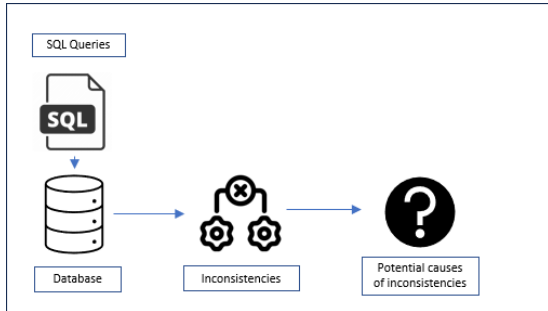 SQL Queries
SQL
Database
Inconsistencies
Potential causes
of inconsistencies